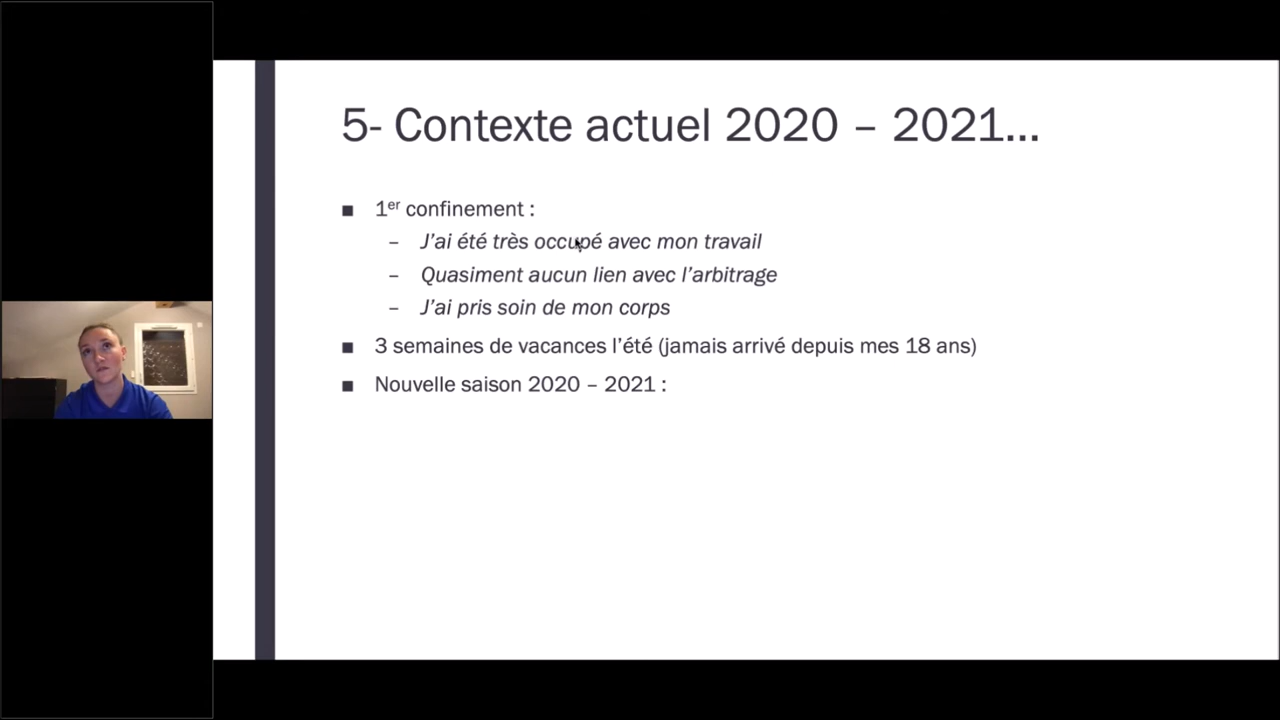 5- Contexte actuel 2020 – 2021...
■ 1er confinement :
– J’ai été très occupé avec mon travail
– Quasiment aucun lien avec l’arbitrage
– J’ai pris soin de mon corps
■ 3 semaines de vacances l’été (jamais arrivé depuis mes 18 ans)
■ Nouvelle saison 2020 – 2021 :